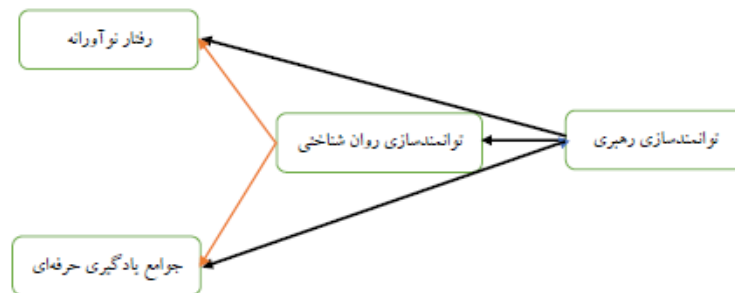 رفتار نوآورانه
توانمندسازی روان شناختی
توانمندسازی رهبری
جوامع یادگیری حرفه‌ای